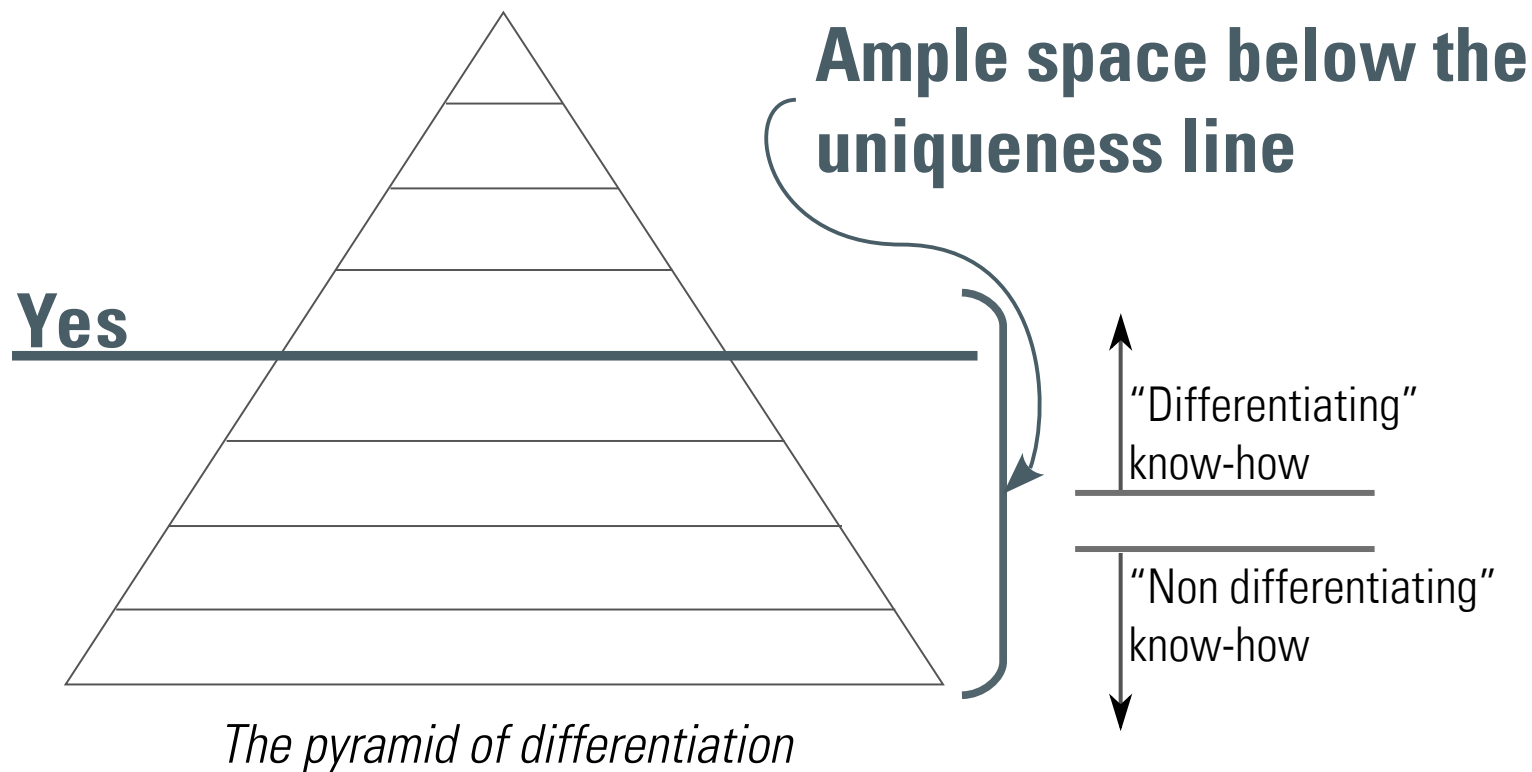 Ample space below the
uniqueness line
Yes
“Differentiating”
know-how
“Non differentiating”
know-how
The pyramid of differentiation